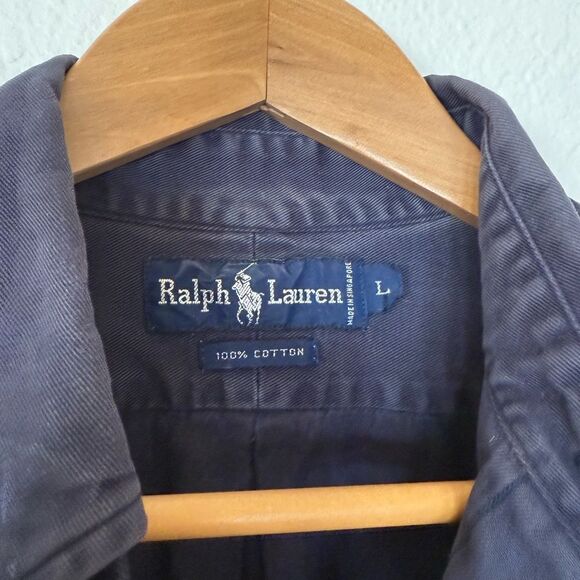 Ralph Lauren
MADE IN SINGAPORE
L
100% COTTON